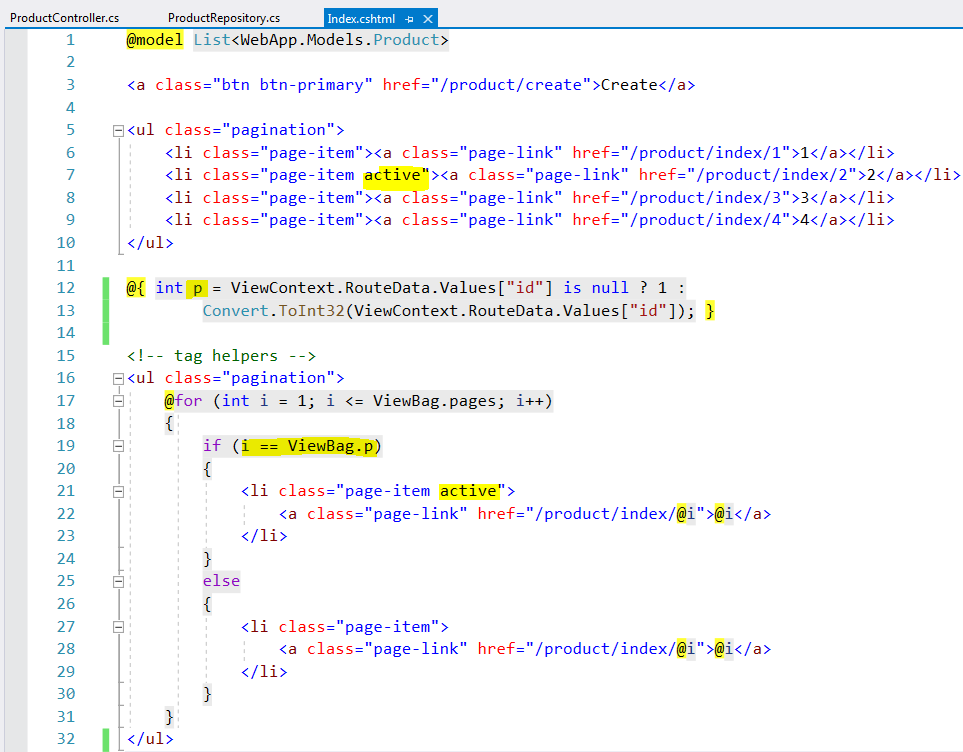 ProductController.cs ProductRepository.cs Index.cshtml
1 @model List<WebApp.Models.Product>
2
3 <a class="btn btn-primary" href="/product/create">Create</a>
4
5 <ul class="pagination">
6 <li class="page-item"><a class="page-link" href="/product/index/1">1</a></li>
7 <li class="page-item active"><a class="page-link" href="/product/index/2">2</a></li>
8 <li class="page-item"><a class="page-link" href="/product/index/3">3</a></li>
9 <li class="page-item"><a class="page-link" href="/product/index/4">4</a></li>
10 </ul>
11
12 @{ int p = ViewContext.RouteData.Values["id"] is null ? 1 :
13 Convert.ToInt32(ViewContext.RouteData.Values["id"]); }
14
15 <!-- tag helpers -->
16 <ul class="pagination">
17 @for (int i = 1; i <= ViewBag.pages; i++)
18 {
19 if (i == ViewBag.p)
20 {
21 <li class="page-item active">
22 <a class="page-link" href="/product/index/@i">@i</a>
23 </li>
24 }
25 else
26 {
27 <li class="page-item">
28 <a class="page-link" href="/product/index/@i">@i</a>
29 </li>
30 }
31 }
32 </ul>